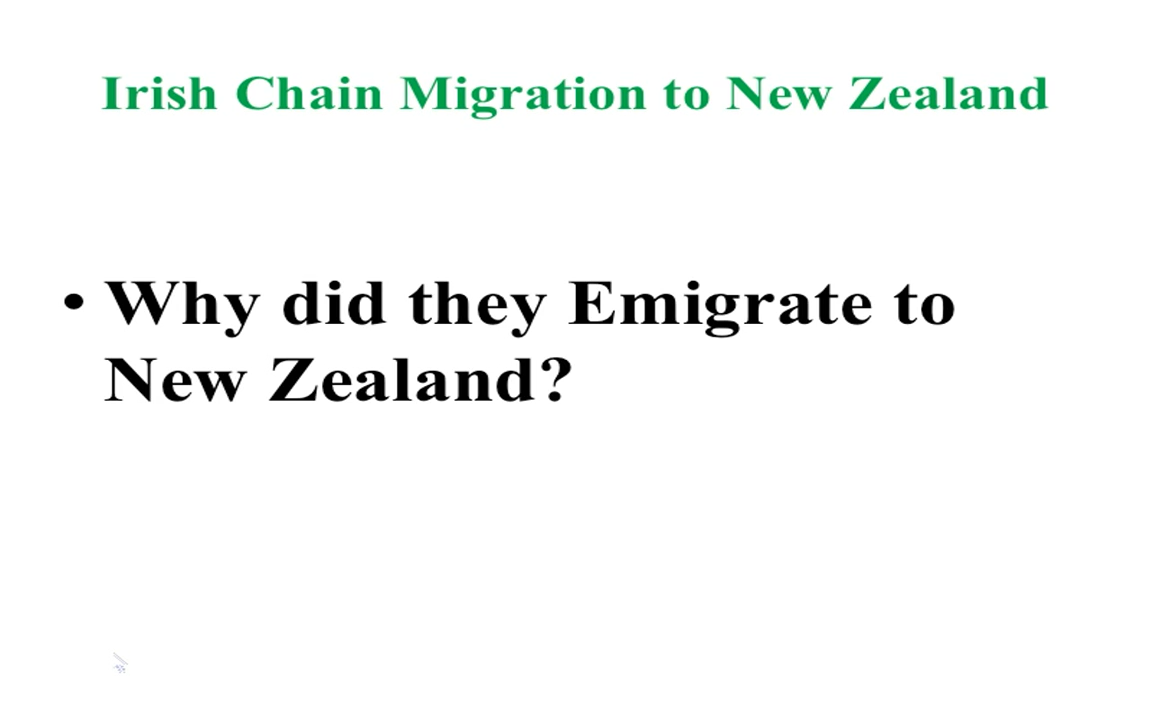 Irish Chain Migration to New Zealand
• Why did they Emigrate to
New Zealand?